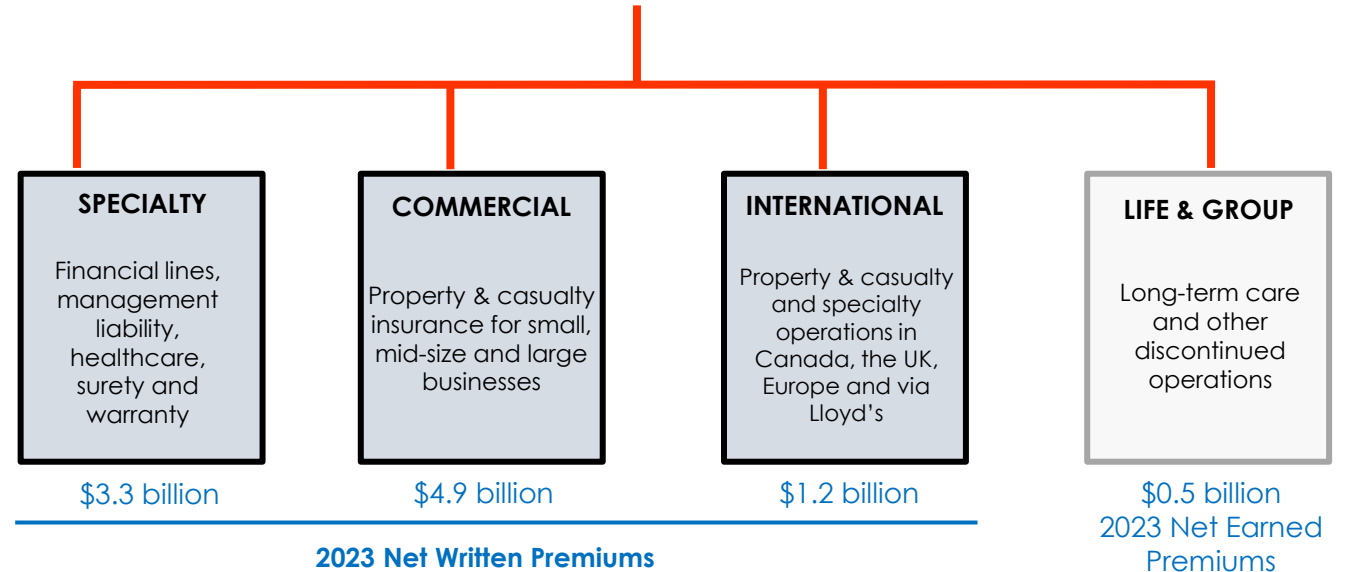 SPECIALTY
Financial lines,
management
liability,
healthcare,
surety and
warranty
$3.3 billion
COMMERCIAL
Property & casualty
insurance for small,
mid-size and large
businesses
$4.9 billion
INTERNATIONAL
Property & casualty
and specialty
operations in
Canada, the UK,
Europe and via
Lloyd’s
$1.2 billion
2023 Net Written Premiums
LIFE & GROUP
Long-term care
and other
discontinued
operations
$0.5 billion
2023 Net Earned
Premiums